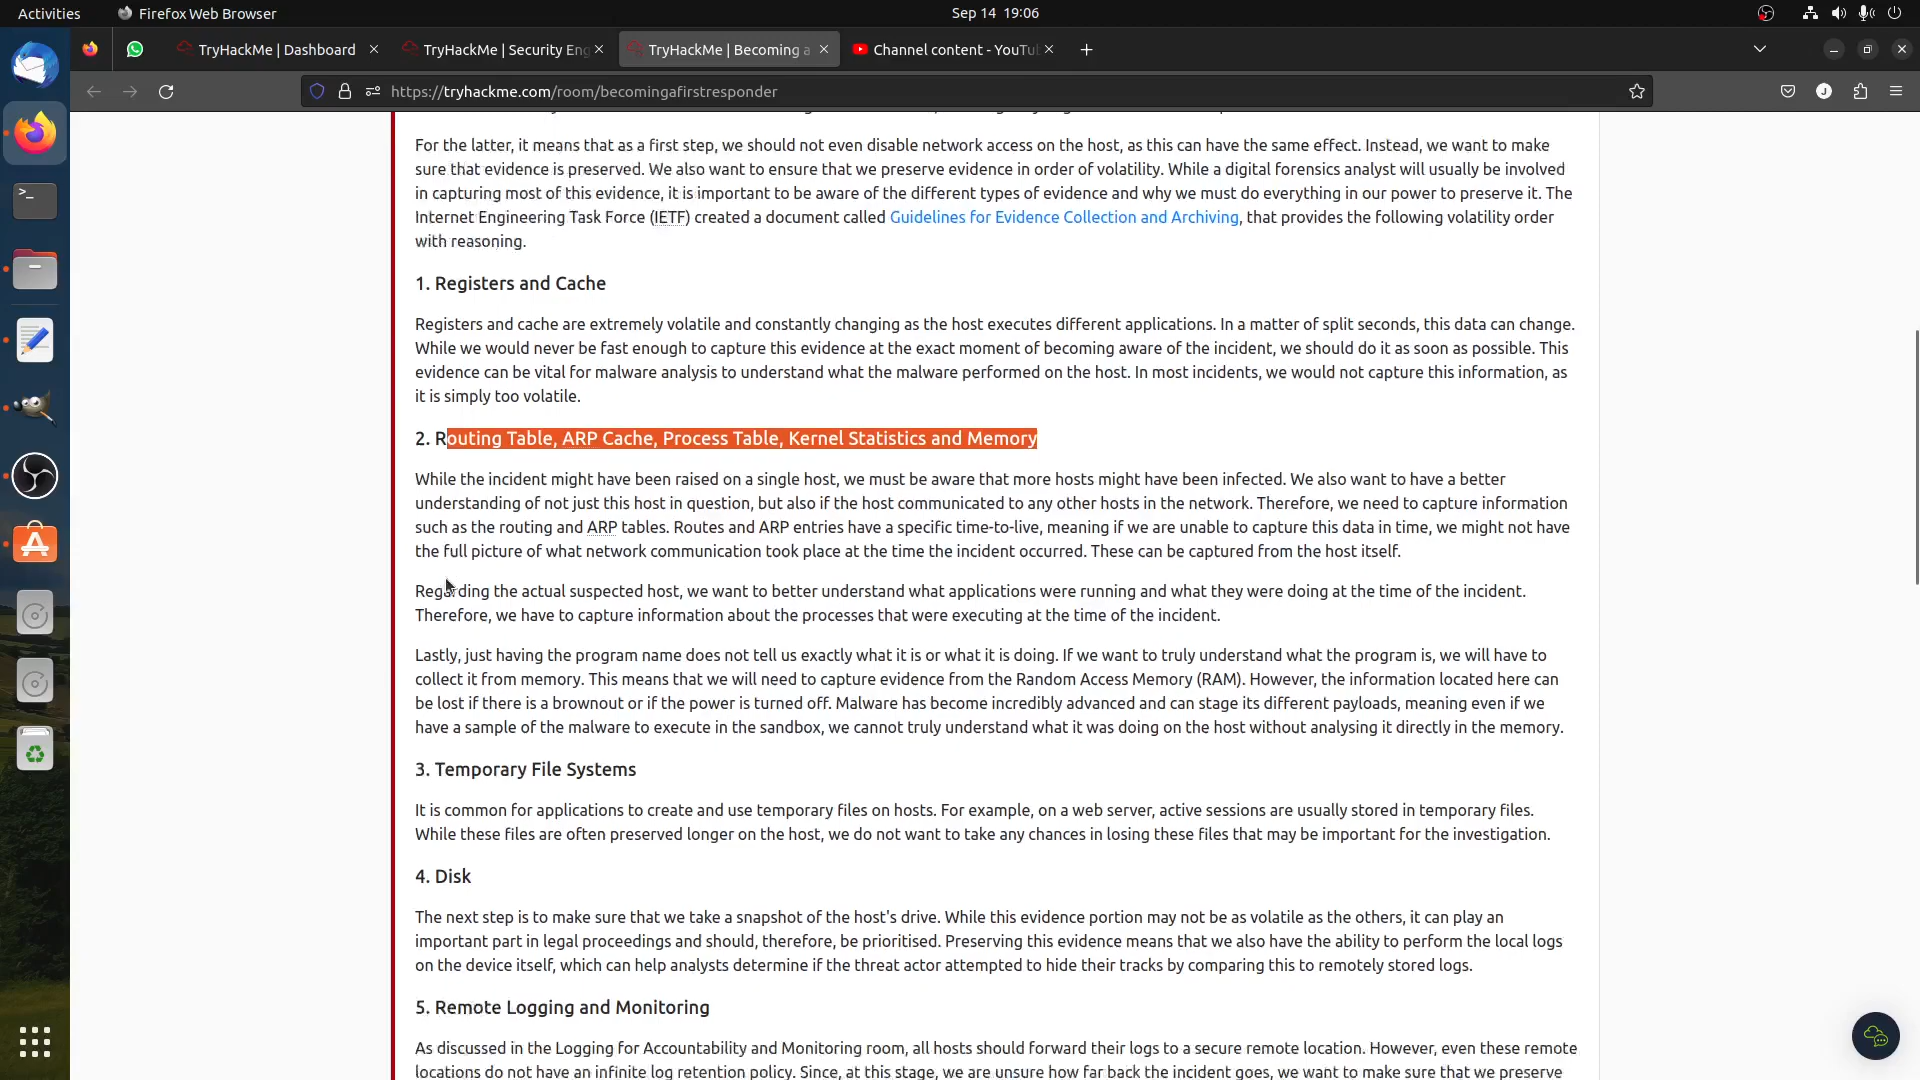 Activities
Firefox Web Browser
Sep 14 19:06
TryHackMe | Dashboard
TryHackMe | Security Eng
TryHackMe | Becoming a
Channel content - YouTu
https://tryhackme.com/room/becomingafirstresponder
J
For the latter, it means that as a first step, we should not even disable network access on the host, as this can have the same effect. Instead, we want to make
sure that evidence is preserved. We also want to ensure that we preserve evidence in order of volatility. While a digital forensics analyst will usually be involved
in capturing most of this evidence, it is important to be aware of the different types of evidence and why we must do everything in our power to preserve it. The
Internet Engineering Task Force (IETF) created a document called Guidelines for Evidence Collection and Archiving, that provides the following volatility order
with reasoning.
1. Registers and Cache
Registers and cache are extremely volatile and constantly changing as the host executes different applications. In a matter of split seconds, this data can change.
While we would never be fast enough to capture this evidence at the exact moment of becoming aware of the incident, we should do it as soon as possible. This
evidence can be vital for malware analysis to understand what the malware performed on the host. In most incidents, we would not capture this information, as
it is simply too volatile.
2. Routing Table, ARP Cache, Process Table, Kernel Statistics and Memory
While the incident might have been raised on a single host, we must be aware that more hosts might have been infected. We also want to have a better
understanding of not just this host in question, but also if the host communicated to any other hosts in the network. Therefore, we need to capture information
such as the routing and ARP tables. Routes and ARP entries have a specific time-to-live, meaning if we are unable to capture this data in time, we might not have
the full picture of what network communication took place at the time the incident occurred. These can be captured from the host itself.
Regarding the actual suspected host, we want to better understand what applications were running and what they were doing at the time of the incident.
Therefore, we have to capture information about the processes that were executing at the time of the incident.
Lastly, just having the program name does not tell us exactly what it is or what it is doing. If we want to truly understand what the program is, we will have to
collect it from memory. This means that we will need to capture evidence from the Random Access Memory (RAM). However, the information located here can
be lost if there is a brownout or if the power is turned off. Malware has become incredibly advanced and can stage its different payloads, meaning even if we
have a sample of the malware to execute in the sandbox, we cannot truly understand what it was doing on the host without analysing it directly in the memory.
3. Temporary File Systems
It is common for applications to create and use temporary files on hosts. For example, on a web server, active sessions are usually stored in temporary files.
While these files are often preserved longer on the host, we do not want to take any chances in losing these files that may be important for the investigation.
4. Disk
The next step is to make sure that we take a snapshot of the host's drive. While this evidence portion may not be as volatile as the others, it can play an
important part in legal proceedings and should, therefore, be prioritised. Preserving this evidence means that we also have the ability to perform the local logs
on the device itself, which can help analysts determine if the threat actor attempted to hide their tracks by comparing this to remotely stored logs.
5. Remote Logging and Monitoring
As discussed in the Logging for Accountability and Monitoring room, all hosts should forward their logs to a secure remote location. However, even these remote
locations do not have an infinite log retention policy. Since, at this stage, we are unsure how far back the incident goes, we want to make sure that we preserve